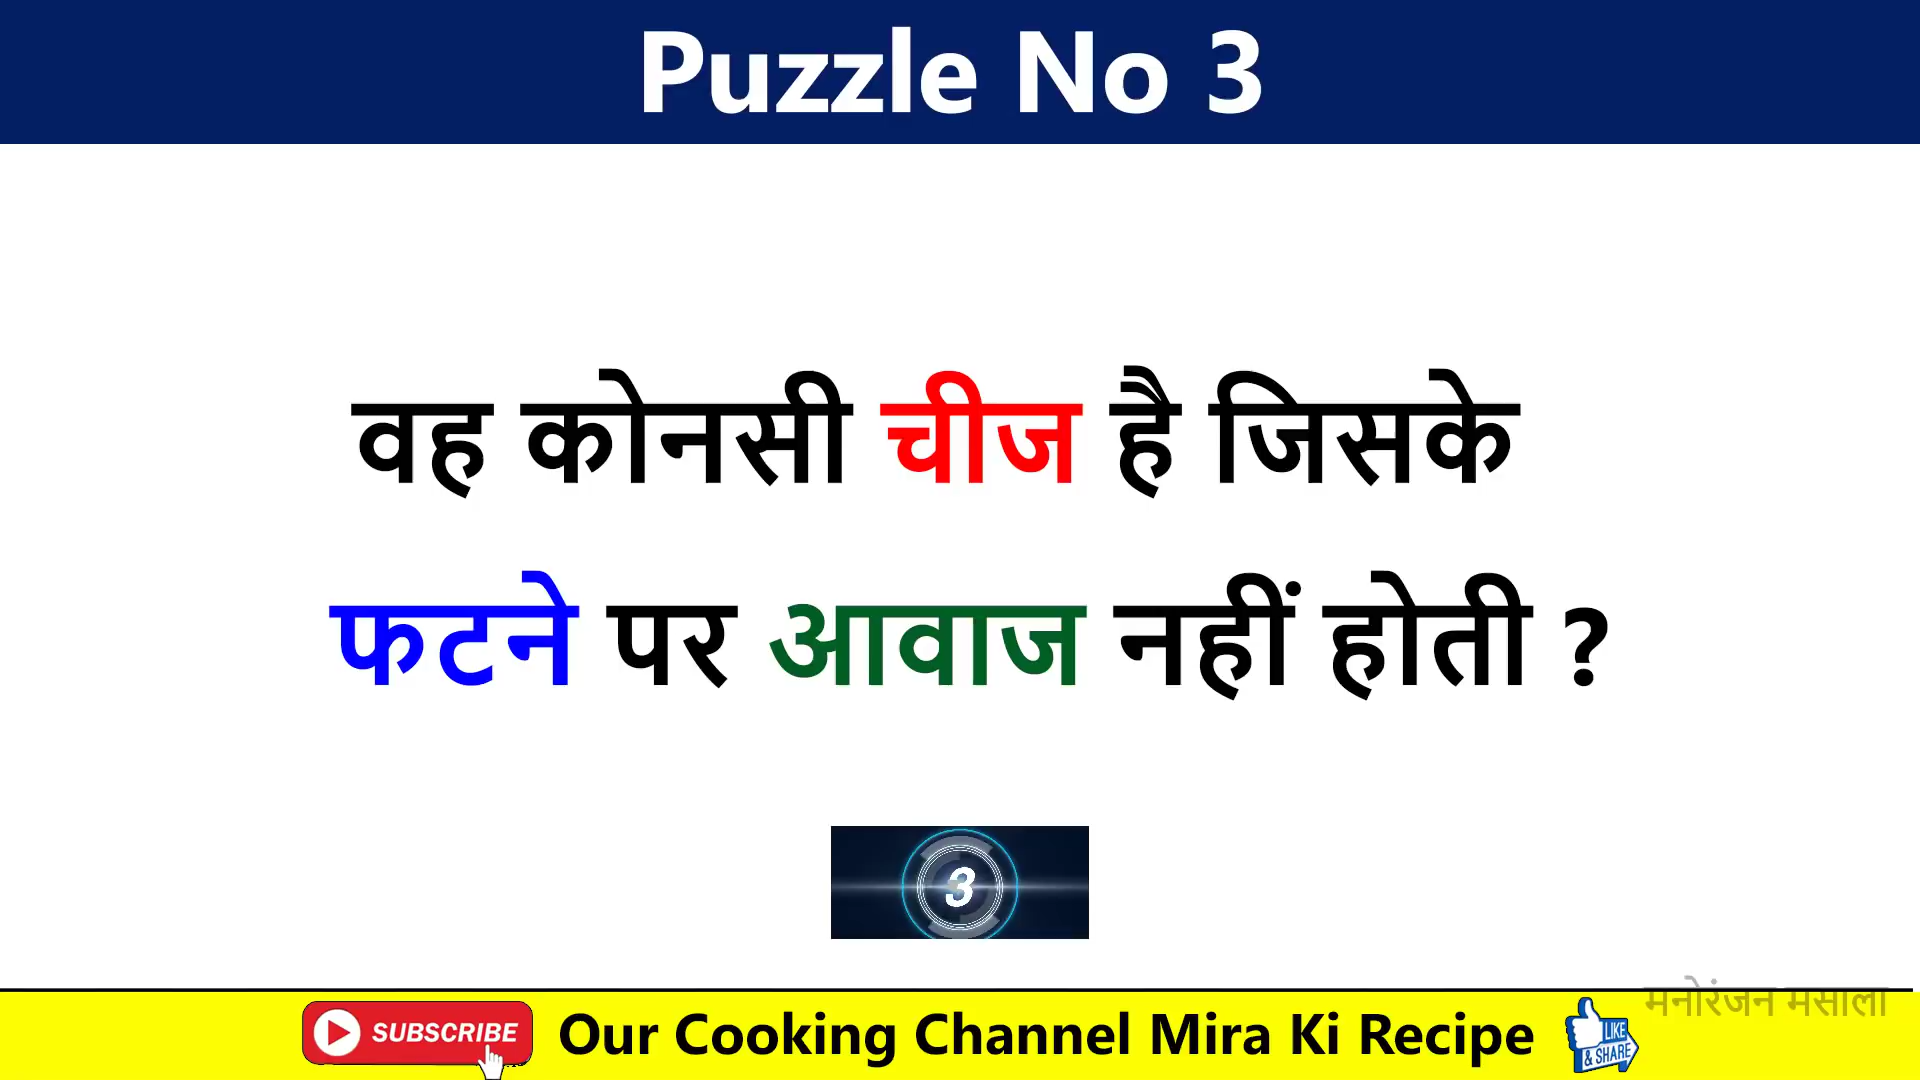 Puzzle No 3
वह कोनसी चीज है जिसके
फटने पर आवाज नहीं होती ?
3
मनोरंजन मसाला
SUBSCRIBE Our Cooking Channel Mira Ki Recipe LIKE
& SHARE